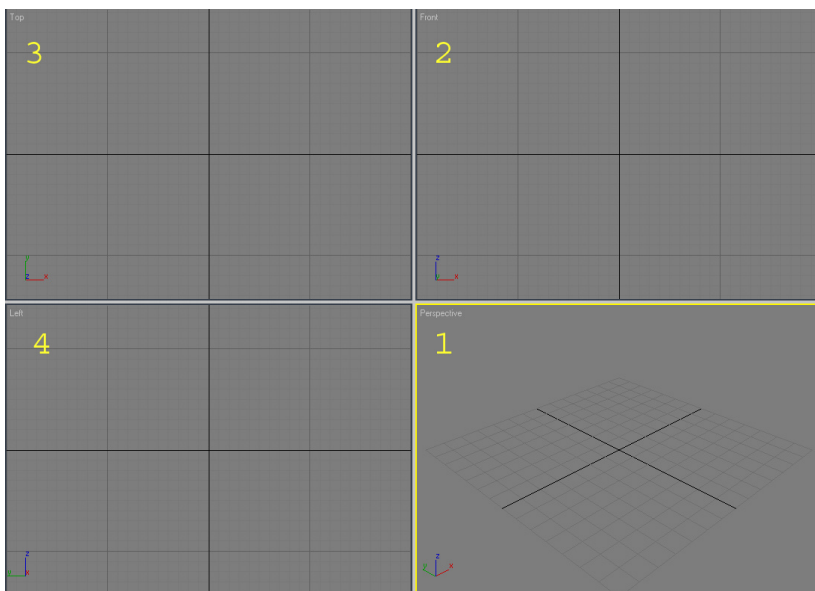 Top
3
y
z x
Front
2
z
y x
Left
4
z
y x
Perspective
1
z
y x